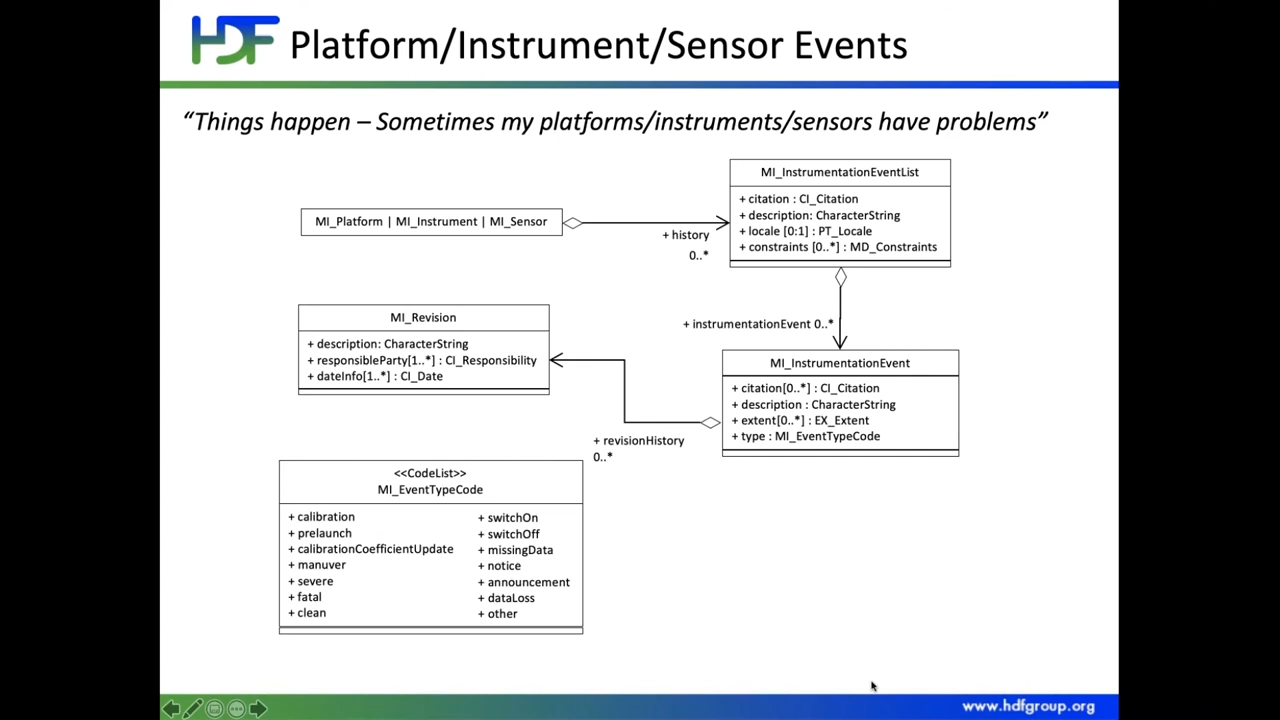 HDF Platform/Instrument/Sensor Events
“Things happen – Sometimes my platforms/instruments/sensors have problems”
MI_InstrumentationEventList
+ citation : CI_Citation
+ description: CharacterString
+ locale [0:1] : PT_Locale
+ constraints [0..*] : MD_Constraints
MI_Platform | MI_Instrument | MI_Sensor
+ history
0..*
+ instrumentationEvent 0..*
MI_Revision
+ description: CharacterString
+ responsibleParty[1..*] : CI_Responsibility
+ dateInfo[1..*] : CI_Date
MI_InstrumentationEvent
+ citation[0..*] : CI_Citation
+ description : CharacterString
+ extent[0..*] : EX_Extent
+ type : MI_EventTypeCode
+ revisionHistory
0..*
<<CodeList>>
MI_EventTypeCode
+ calibration
+ prelaunch
+ calibrationCoefficientUpdate
+ manuver
+ severe
+ fatal
+ clean
+ switchOn
+ switchOff
+ missingData
+ notice
+ announcement
+ dataLoss
+ other
www.hdfgroup.org